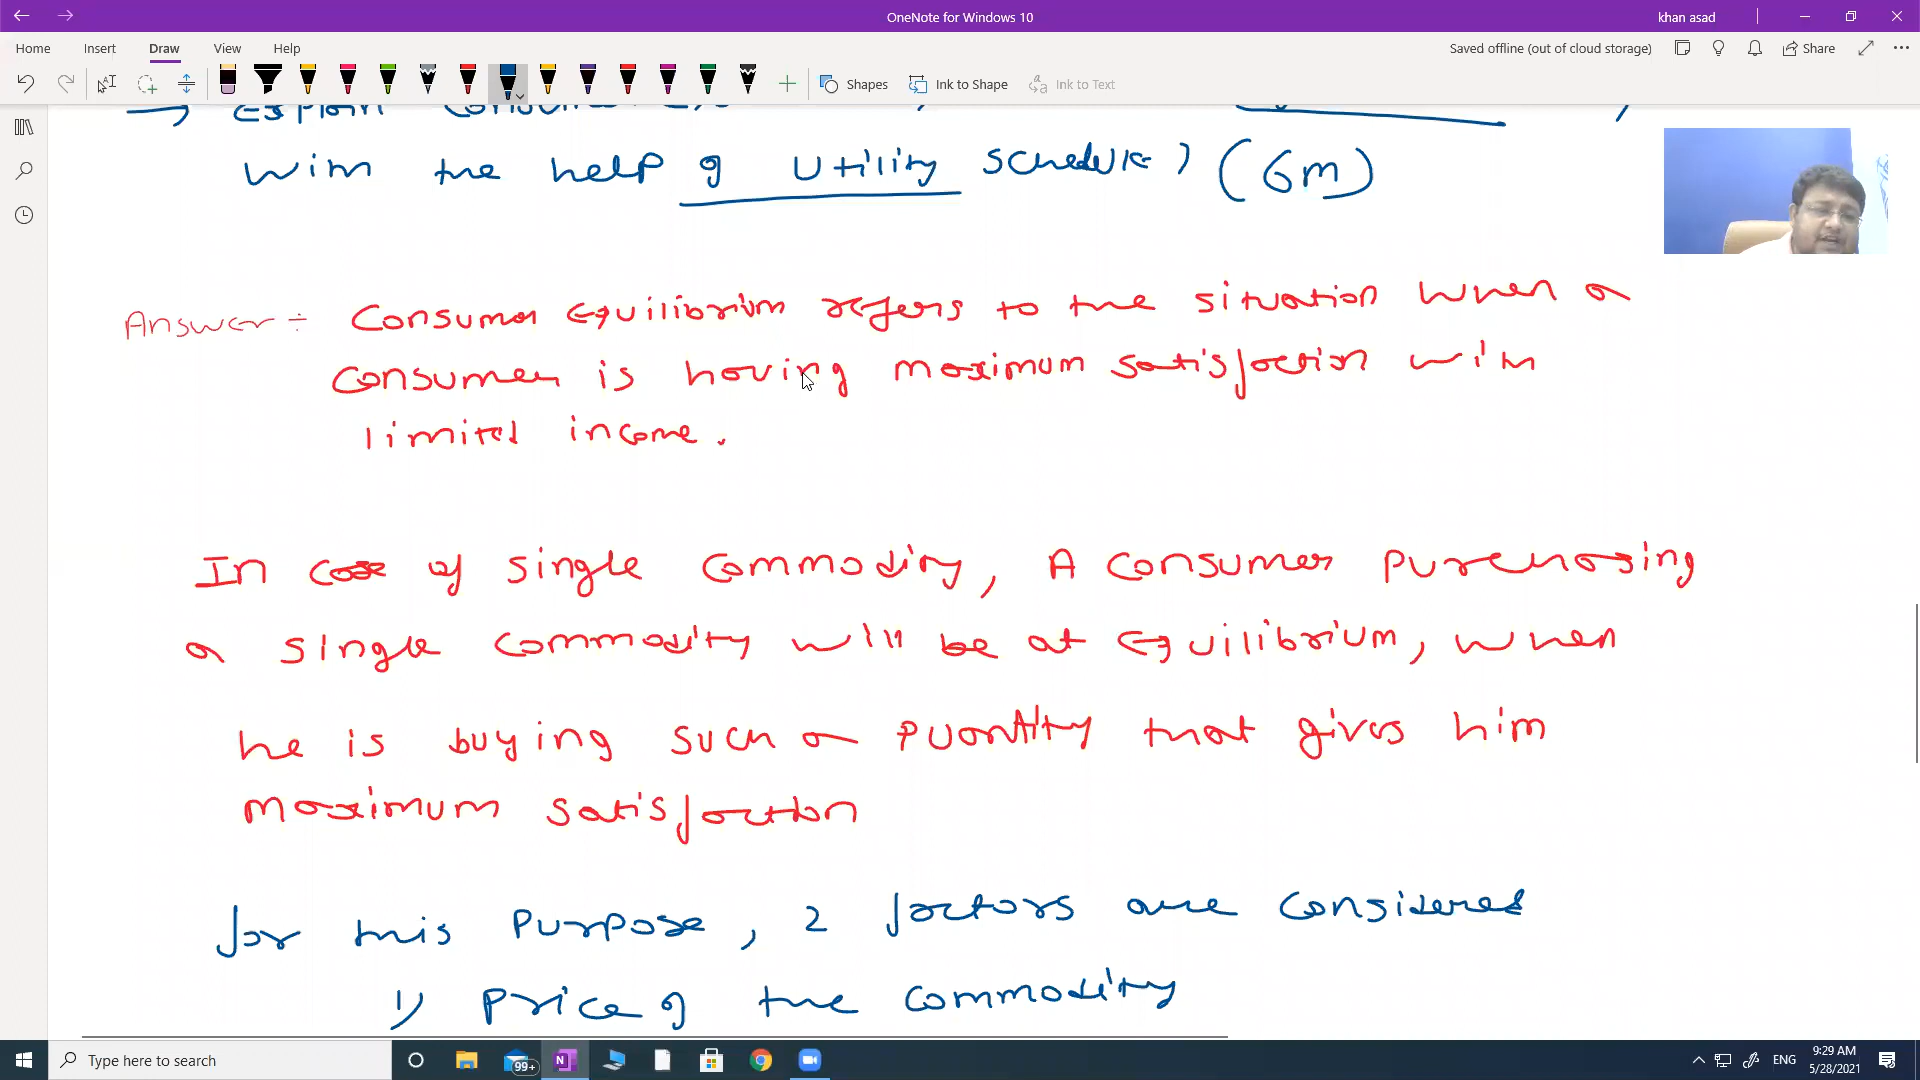 OneNote for Windows 10
khan asad
Home Insert Draw View Help
Saved offline (out of cloud storage)
Share
Shapes
Ink to Shape
Ink to Text
→ Explain Consumer
with the help of Utility schedule? (6m)
Answer :- Consumer Equilibrium refers to the situation when a
consumer is having maximum satisfaction with
limited income.
In case of single commodity, A consumer purchasing
a single commodity will be at Equilibrium, when
he is buying such a quantity that gives him
maximum satisfaction
for this purpose, 2 factors are considered
1) price of the commodity
Type here to search
99+
ENG
9:29 AM
5/28/2021